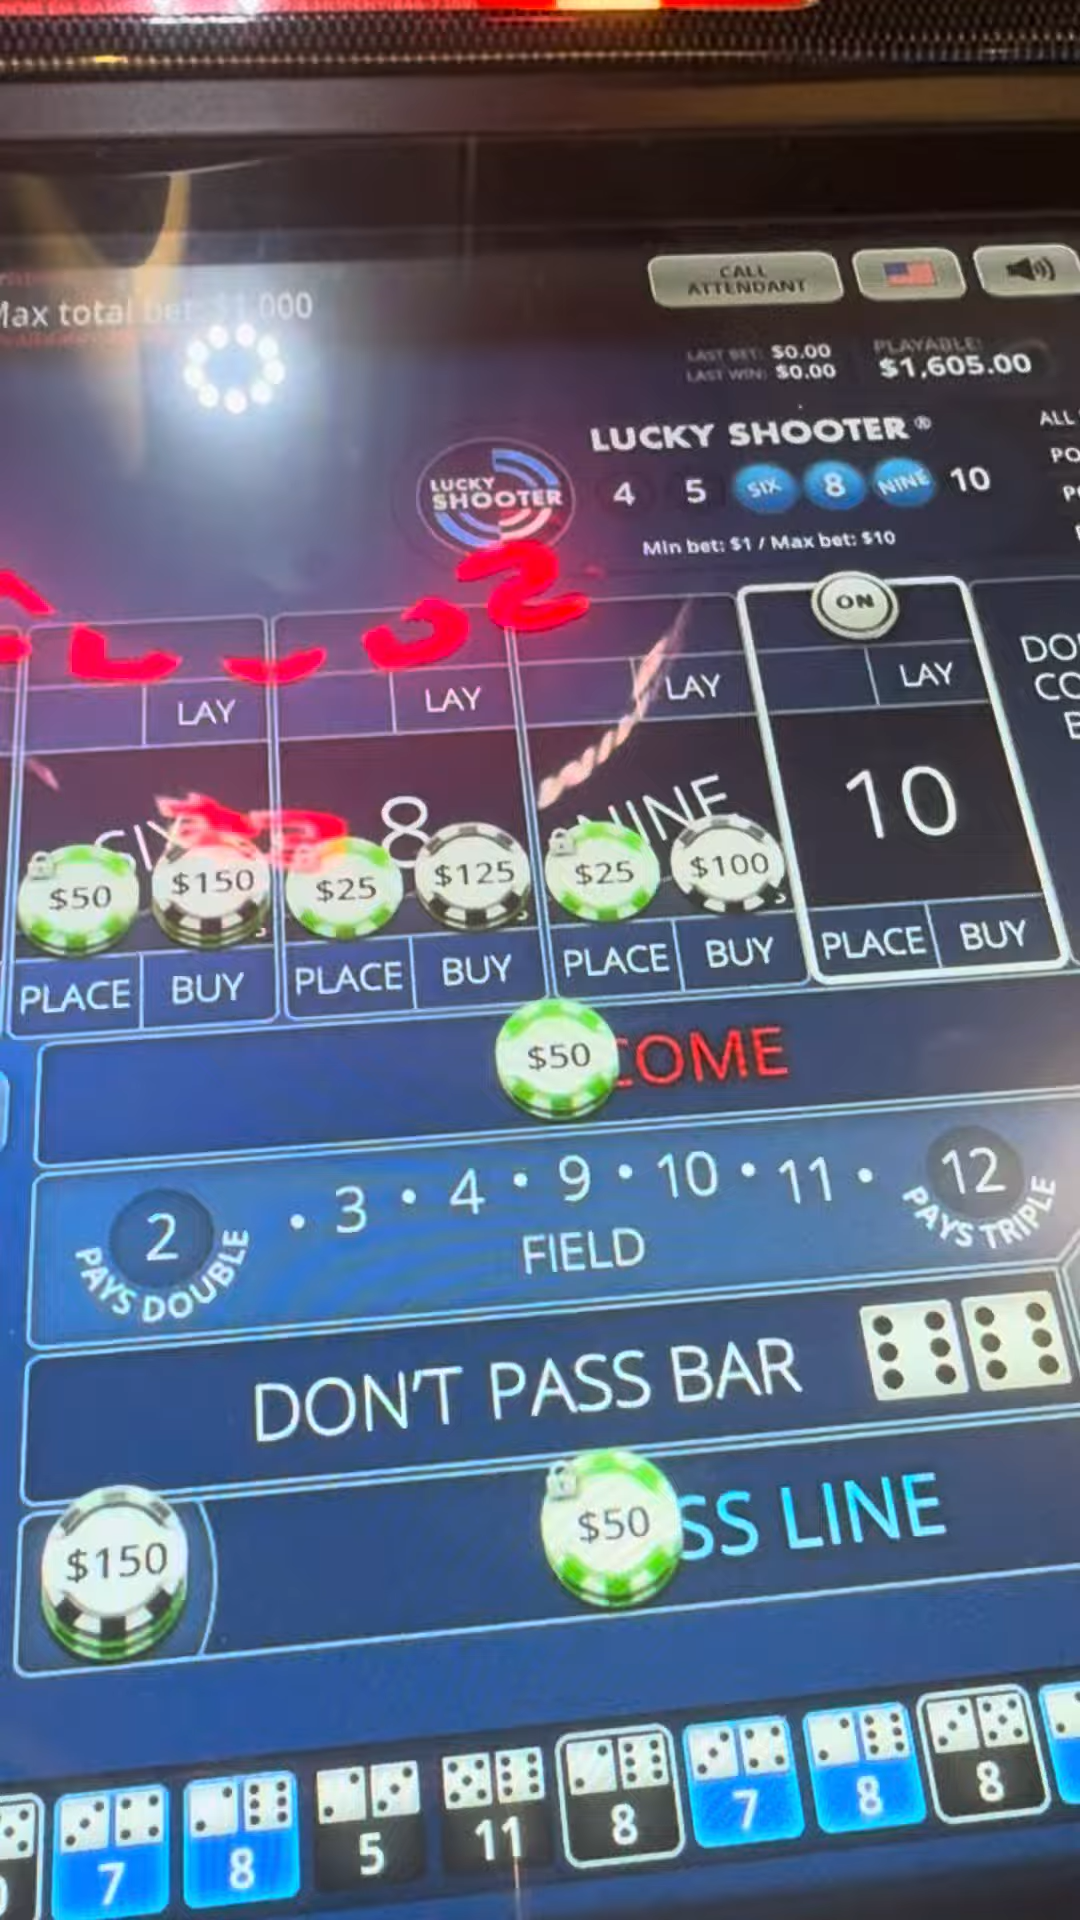 Max total bet: $1,000
CALL
ATTENDANT
LAST BET: $0.00
LAST WIN: $0.00
PLAYABLE:
$1,605.00
LUCKY SHOOTER®
ALL
LUCKY
SHOOTER
4 5 SIX 8 NINE 10
Min bet: $1 / Max bet: $10
ON
LAY LAY LAY LAY
SIX 8 NINE 10
$50 $150 $25 $125 $25 $100
PLACE BUY PLACE BUY PLACE BUY PLACE BUY
$50 COME
2 • 3 • 4 • 9 • 10 • 11 • 12
PAYS DOUBLE
FIELD
PAYS TRIPLE
DON'T PASS BAR
$150 $50 SS LINE
7 8 5 11 8 7 8 8